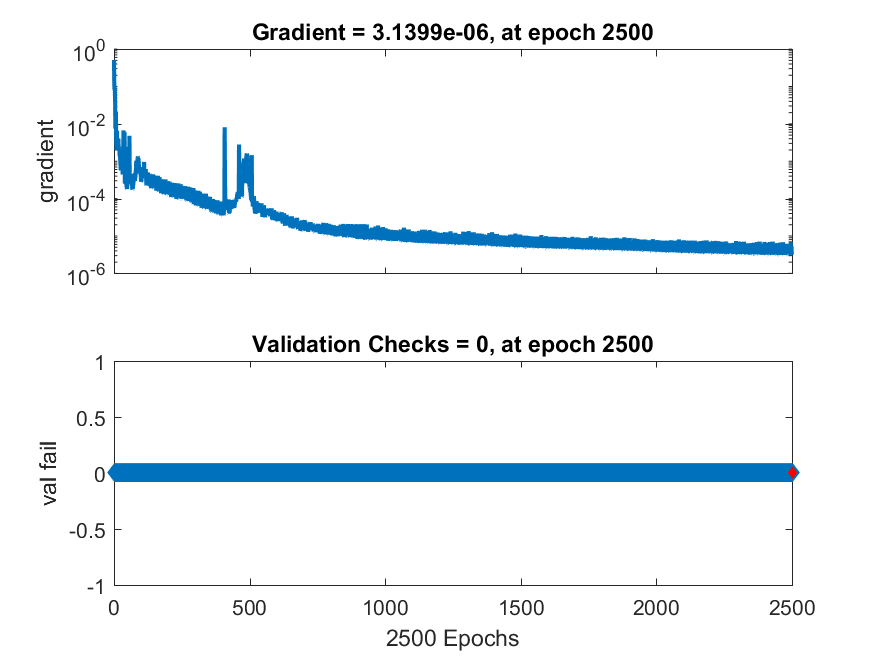 Gradient = 3.1399e-06, at epoch 2500
10^0
10^-2
10^-4
10^-6
gradient
Validation Checks = 0, at epoch 2500
1
0.5
0
-0.5
-1
val fail
0 500 1000 1500 2000 2500
2500 Epochs